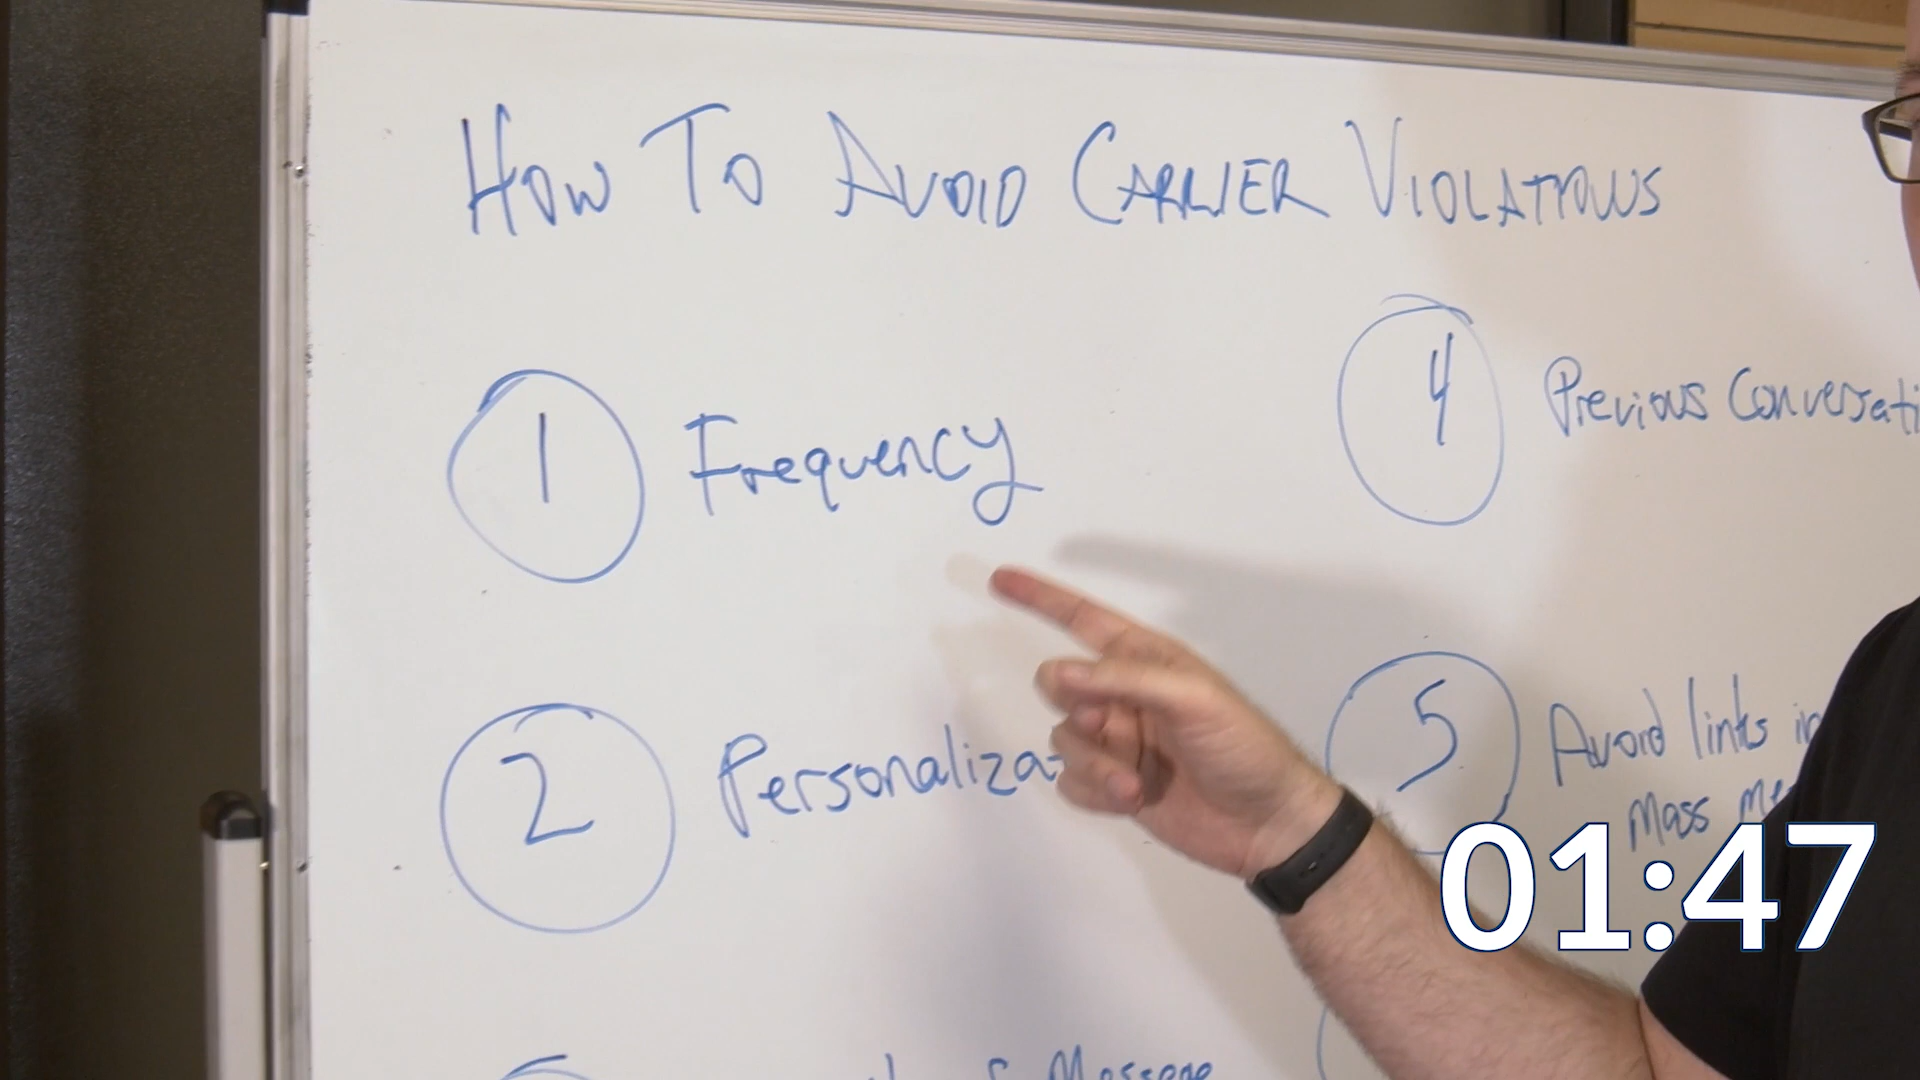 How To Avoid Carrier Violations
1 Frequency
2 Personaliza
Message
4 Previous Conversati
5 Avoid links in
Mass me
01:47